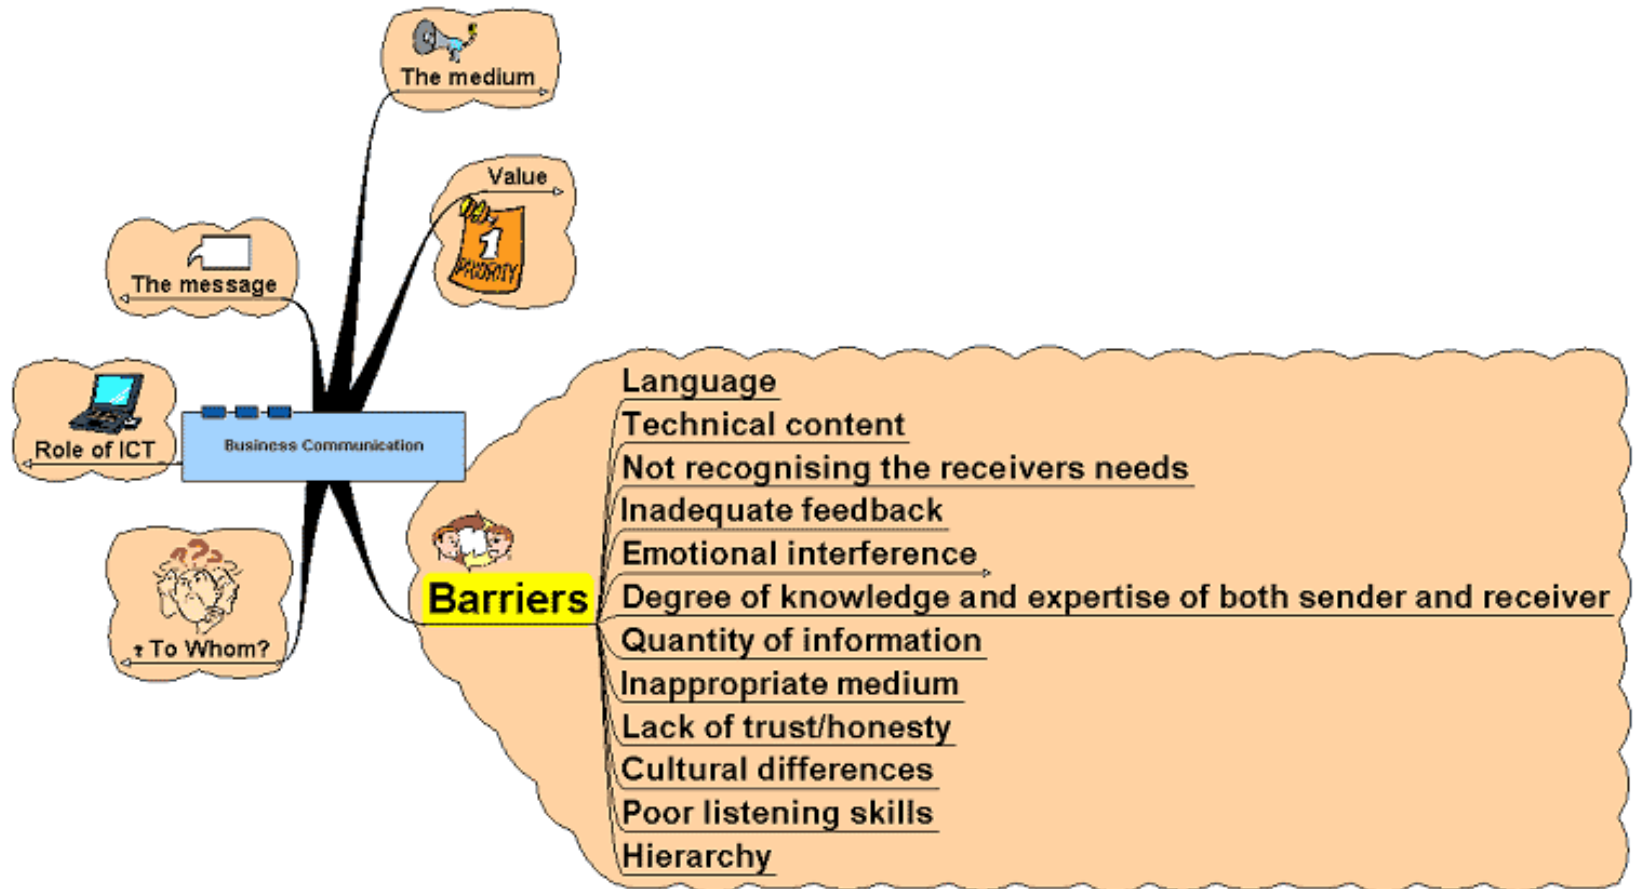 The medium
Value
1
PRIORITY
The message
Role of ICT
Business Communication
? To Whom?
Barriers
Language
Technical content
Not recognising the receivers needs
Inadequate feedback
Emotional interference
Degree of knowledge and expertise of both sender and receiver
Quantity of information
Inappropriate medium
Lack of trust/honesty
Cultural differences
Poor listening skills
Hierarchy